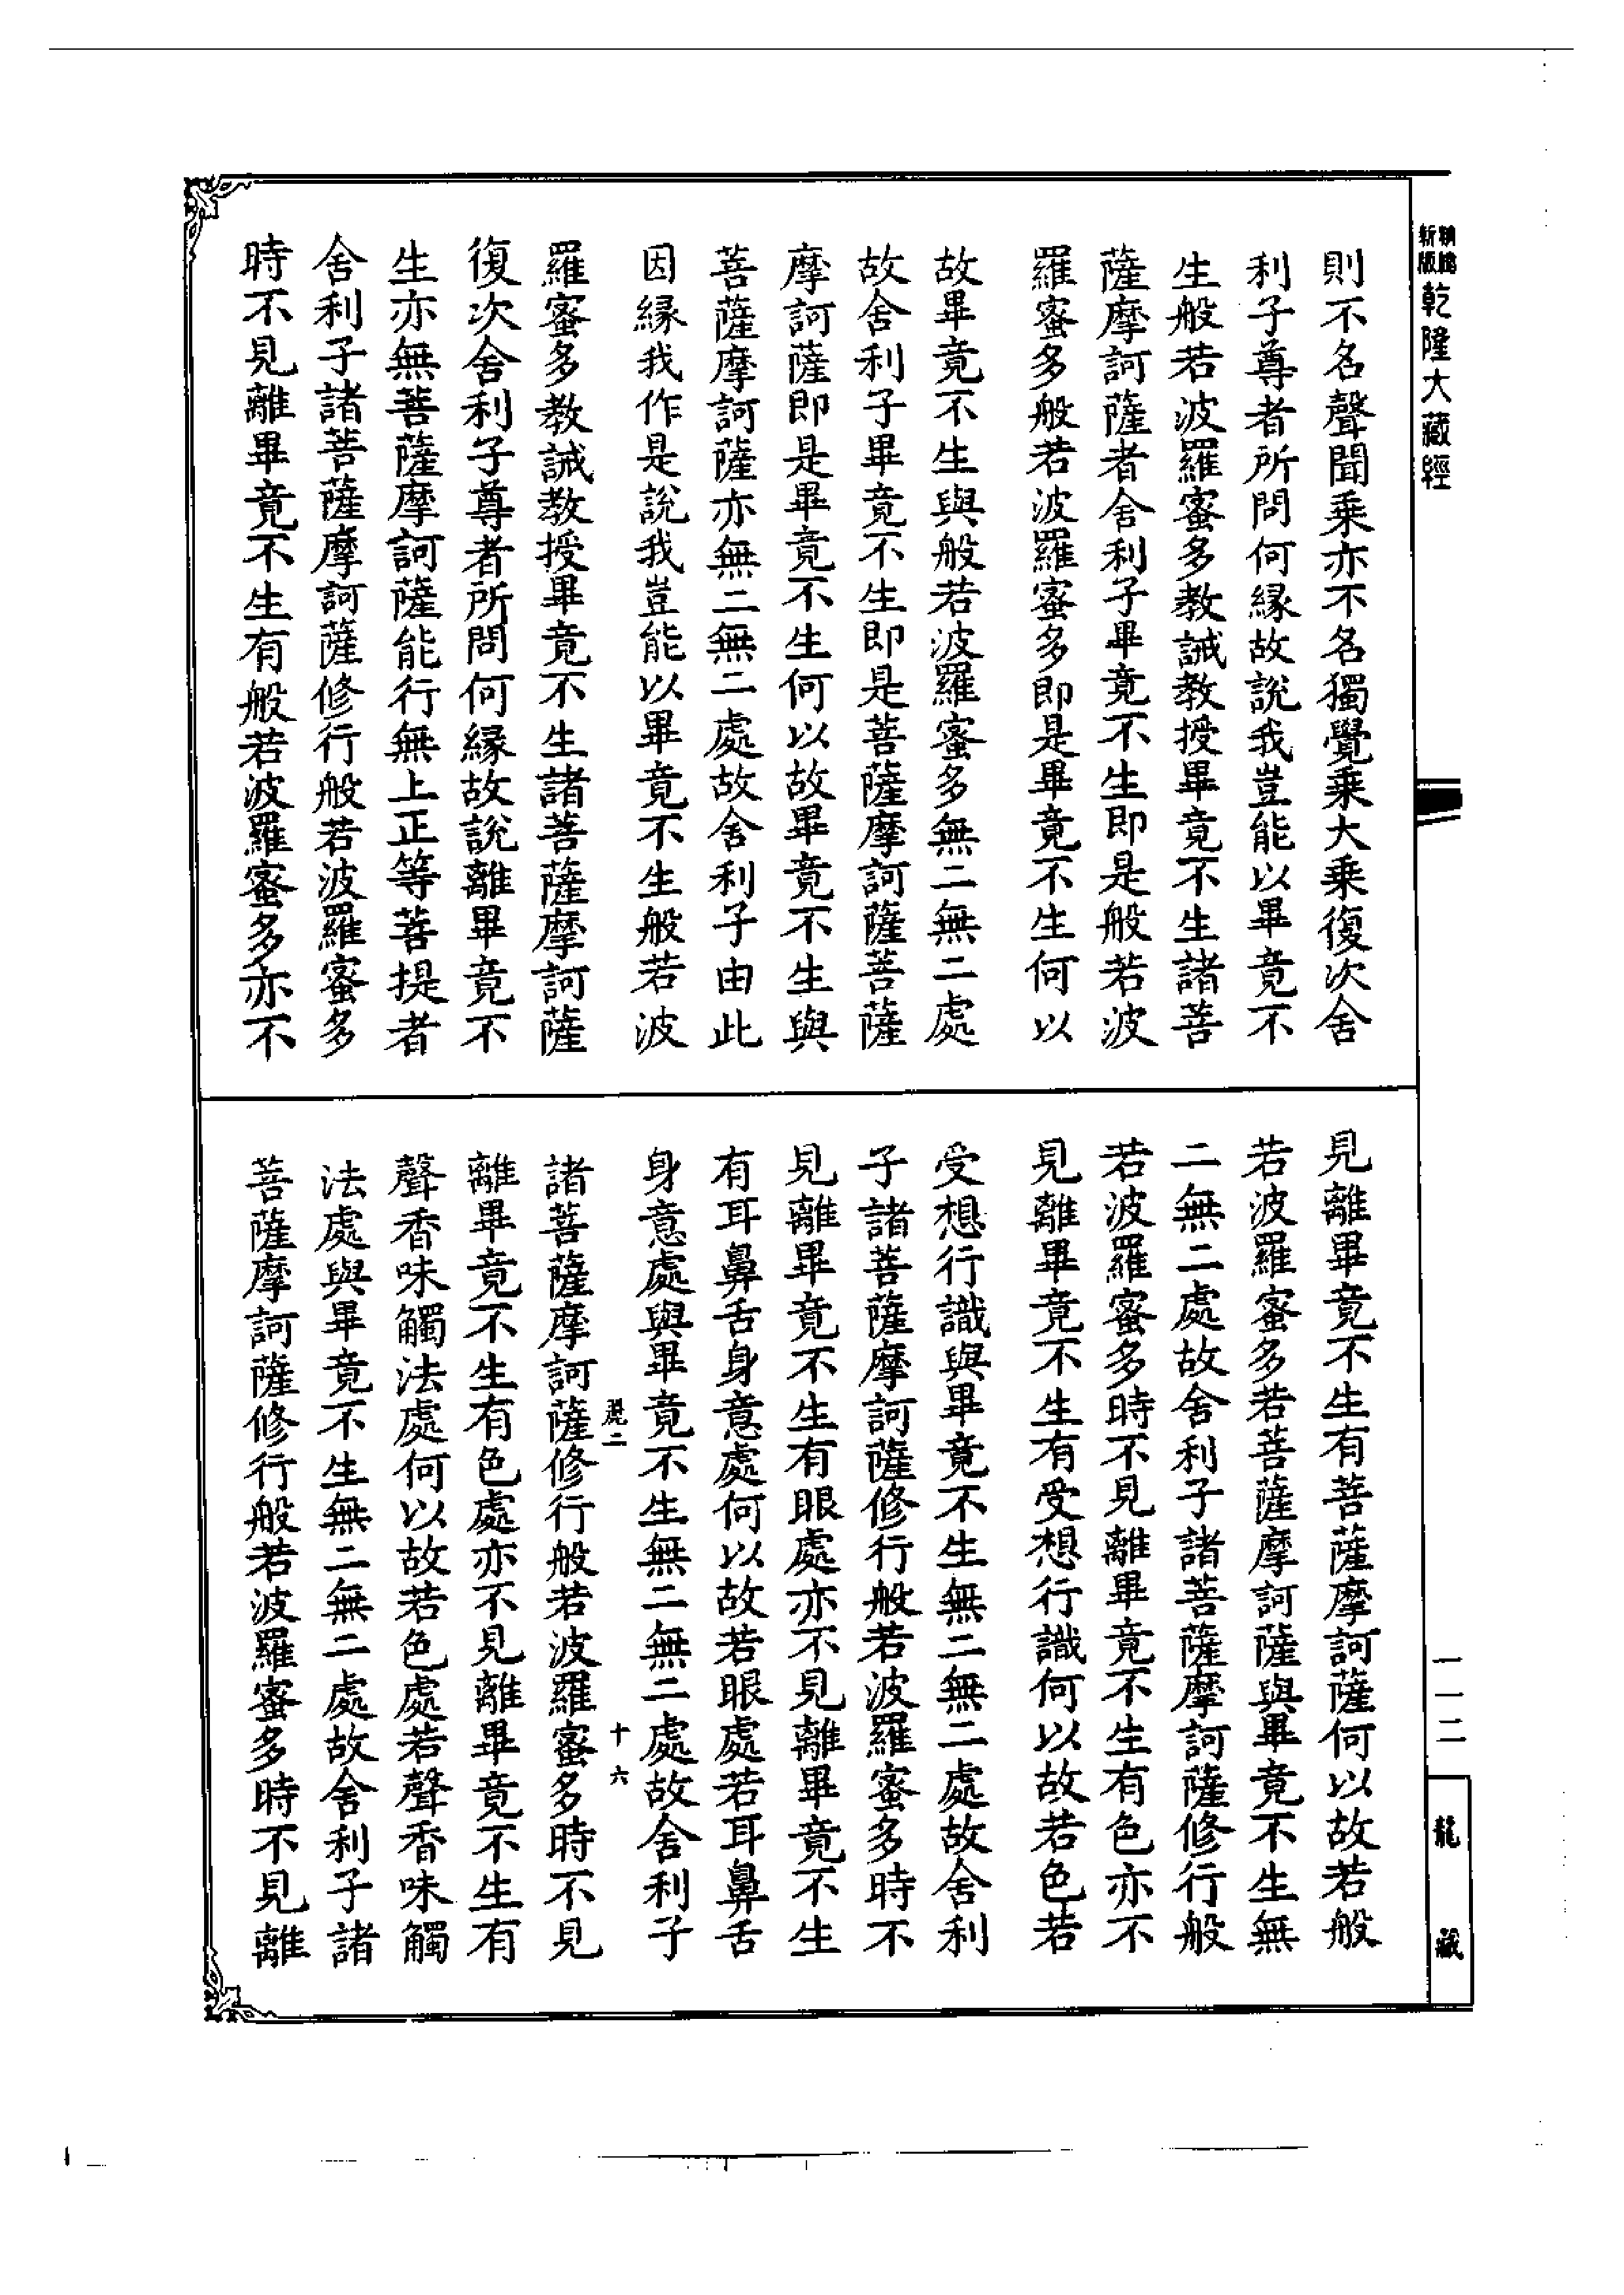 新版
精縮
乾隆大藏經
則不名聲聞乘亦不名獨覺乘大乘復次舍
利子尊者所問何緣故說我豈能以畢竟不
生般若波羅蜜多教誡教授畢竟不生諸菩
薩摩訶薩者舍利子畢竟不生即是般若波
羅蜜多般若波羅蜜多即是畢竟不生何以
故畢竟不生與般若波羅蜜多無二無二處
故舍利子畢竟不生即是菩薩摩訶薩菩薩
摩訶薩即是畢竟不生何以故畢竟不生與
菩薩摩訶薩亦無二無二處故舍利子由此
因緣我作是說我豈能以畢竟不生般若波
羅蜜多教誡教授畢竟不生諸菩薩摩訶薩
復次舍利子尊者所問何緣故說離畢竟不
生亦無菩薩摩訶薩能行無上正等菩提者
舍利子諸菩薩摩訶薩修行般若波羅蜜多
時不見離畢竟不生有般若波羅蜜多亦不
見離畢竟不生有菩薩摩訶薩何以故若般
若波羅蜜多若菩薩摩訶薩與畢竟不生無
二無二處故舍利子諸菩薩摩訶薩修行般
若波羅蜜多時不見離畢竟不生有色亦不
見離畢竟不生有受想行識何以故若色若
受想行識與畢竟不生無二無二處故舍利
子諸菩薩摩訶薩修行般若波羅蜜多時不
見離畢竟不生有眼處亦不見離畢竟不生
有耳鼻舌身意處何以故若眼處若耳鼻舌
身意處與畢竟不生無二無二處故舍利子
麗二 十六
諸菩薩摩訶薩修行般若波羅蜜多時不見
離畢竟不生有色處亦不見離畢竟不生有
聲香味觸法處何以故若色處若聲香味觸
法處與畢竟不生無二無二處故舍利子諸
菩薩摩訶薩修行般若波羅蜜多時不見離
一一二
龍藏